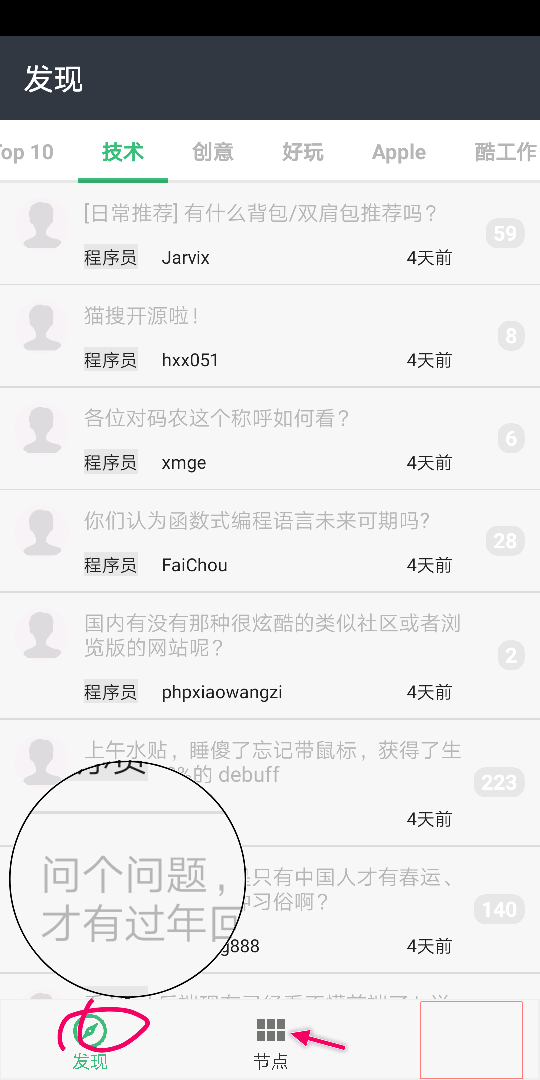 发现
Top 10 技术 创意 好玩 Apple 酷工作
[日常推荐] 有什么背包/双肩包推荐吗？
59
程序员 Jarvix 4天前
猫搜开源啦！
8
程序员 hxx051 4天前
各位对码农这个称呼如何看？
6
程序员 xmge 4天前
你们认为函数式编程语言未来可期吗?
28
程序员 FaiChou 4天前
国内有没有那种很炫酷的类似社区或者浏
览版的网站呢？
2
程序员 phpxiaowangzi 4天前
上午水贴，睡傻了忘记带鼠标，获得了生
%的 debuff
223
4天前
问个问题，
是只有中国人才有春运、
才有过年回
习俗啊？
140
g888 4天前
发现 节点